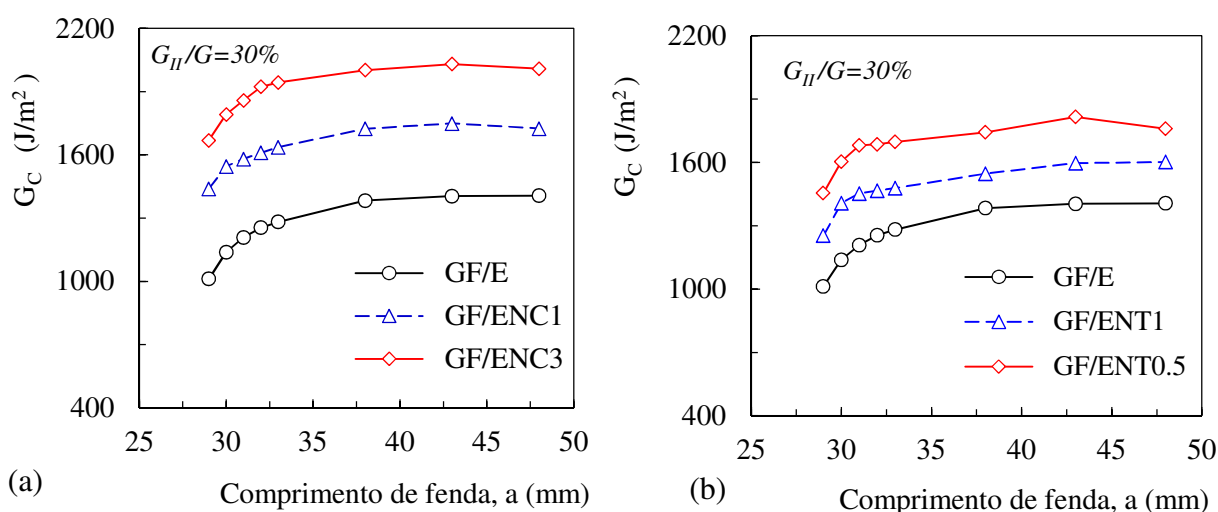 2200
G_II/G=30%
G_C (J/m²)
1600
1000
400
GF/E
GF/ENC1
GF/ENC3
25 30 35 40 45 50
(a)
Comprimento de fenda, a (mm)
2200
G_II/G=30%
G_C (J/m²)
1600
1000
400
GF/E
GF/ENT1
GF/ENT0.5
25 30 35 40 45 50
(b)
Comprimento de fenda, a (mm)